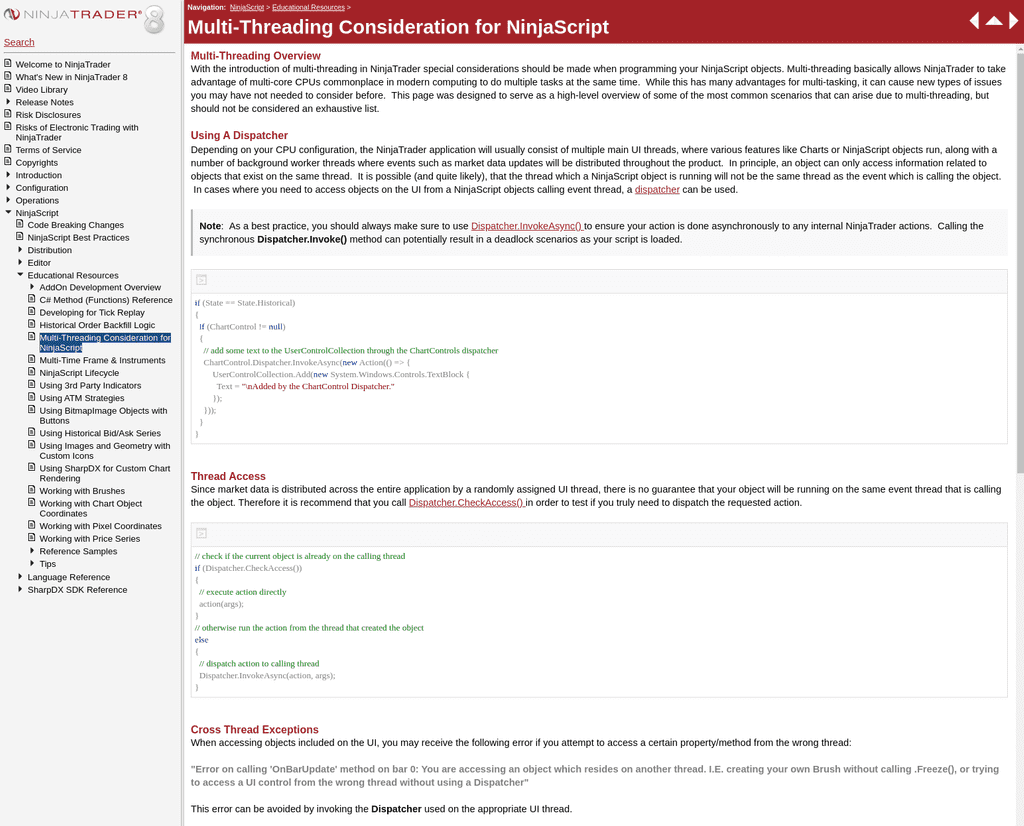 NINJATRADER® 8
Search
Welcome to NinjaTrader
What's New in NinjaTrader 8
Video Library
Release Notes
Risk Disclosures
Risks of Electronic Trading with
NinjaTrader
Terms of Service
Copyrights
Introduction
Configuration
Operations
NinjaScript
Code Breaking Changes
NinjaScript Best Practices
Distribution
Editor
Educational Resources
AddOn Development Overview
C# Method (Functions) Reference
Developing for Tick Replay
Historical Order Backfill Logic
Multi-Threading Consideration for
NinjaScript
Multi-Time Frame & Instruments
NinjaScript Lifecycle
Using 3rd Party Indicators
Using ATM Strategies
Using BitmapImage Objects with
Buttons
Using Historical Bid/Ask Series
Using Images and Geometry with
Custom Icons
Using SharpDX for Custom Chart
Rendering
Working with Brushes
Working with Chart Object
Coordinates
Working with Pixel Coordinates
Working with Price Series
Reference Samples
Tips
Language Reference
SharpDX SDK Reference
Navigation: NinjaScript > Educational Resources >
Multi-Threading Consideration for NinjaScript
Multi-Threading Overview
With the introduction of multi-threading in NinjaTrader special considerations should be made when programming your NinjaScript objects. Multi-threading basically allows NinjaTrader to take
advantage of multi-core CPUs commonplace in modern computing to do multiple tasks at the same time.  While this has many advantages for multi-tasking, it can cause new types of issues
you may have not needed to consider before.  This page was designed to serve as a high-level overview of some of the most common scenarios that can arise due to multi-threading, but
should not be considered an exhaustive list.
Using A Dispatcher
Depending on your CPU configuration, the NinjaTrader application will usually consist of multiple main UI threads, where various features like Charts or NinjaScript objects run, along with a
number of background worker threads where events such as market data updates will be distributed throughout the product.  In principle, an object can only access information related to
objects that exist on the same thread.  It is possible (and quite likely), that the thread which a NinjaScript object is running will not be the same thread as the event which is calling the object.
In cases where you need to access objects on the UI from a NinjaScript objects calling event thread, a dispatcher can be used.
Note:  As a best practice, you should always make sure to use Dispatcher.InvokeAsync() to ensure your action is done asynchronously to any internal NinjaTrader actions.  Calling the
synchronous Dispatcher.Invoke() method can potentially result in a deadlock scenarios as your script is loaded.
if (State == State.Historical)
{
if (ChartControl != null)
{
// add some text to the UserControlCollection through the ChartControls dispatcher
ChartControl.Dispatcher.InvokeAsync(new Action(() => {
UserControlCollection.Add(new System.Windows.Controls.TextBlock {
Text = "\nAdded by the ChartControl Dispatcher."
});
}));
}
}
Thread Access
Since market data is distributed across the entire application by a randomly assigned UI thread, there is no guarantee that your object will be running on the same event thread that is calling
the object. Therefore it is recommend that you call Dispatcher.CheckAccess() in order to test if you truly need to dispatch the requested action.
// check if the current object is already on the calling thread
if (Dispatcher.CheckAccess())
{
// execute action directly
action(args);
}
// otherwise run the action from the thread that created the object
else
{
// dispatch action to calling thread
Dispatcher.InvokeAsync(action, args);
}
Cross Thread Exceptions
When accessing objects included on the UI, you may receive the following error if you attempt to access a certain property/method from the wrong thread:
"Error on calling 'OnBarUpdate' method on bar 0: You are accessing an object which resides on another thread. I.E. creating your own Brush without calling .Freeze(), or trying
to access a UI control from the wrong thread without using a Dispatcher"
This error can be avoided by invoking the Dispatcher used on the appropriate UI thread.